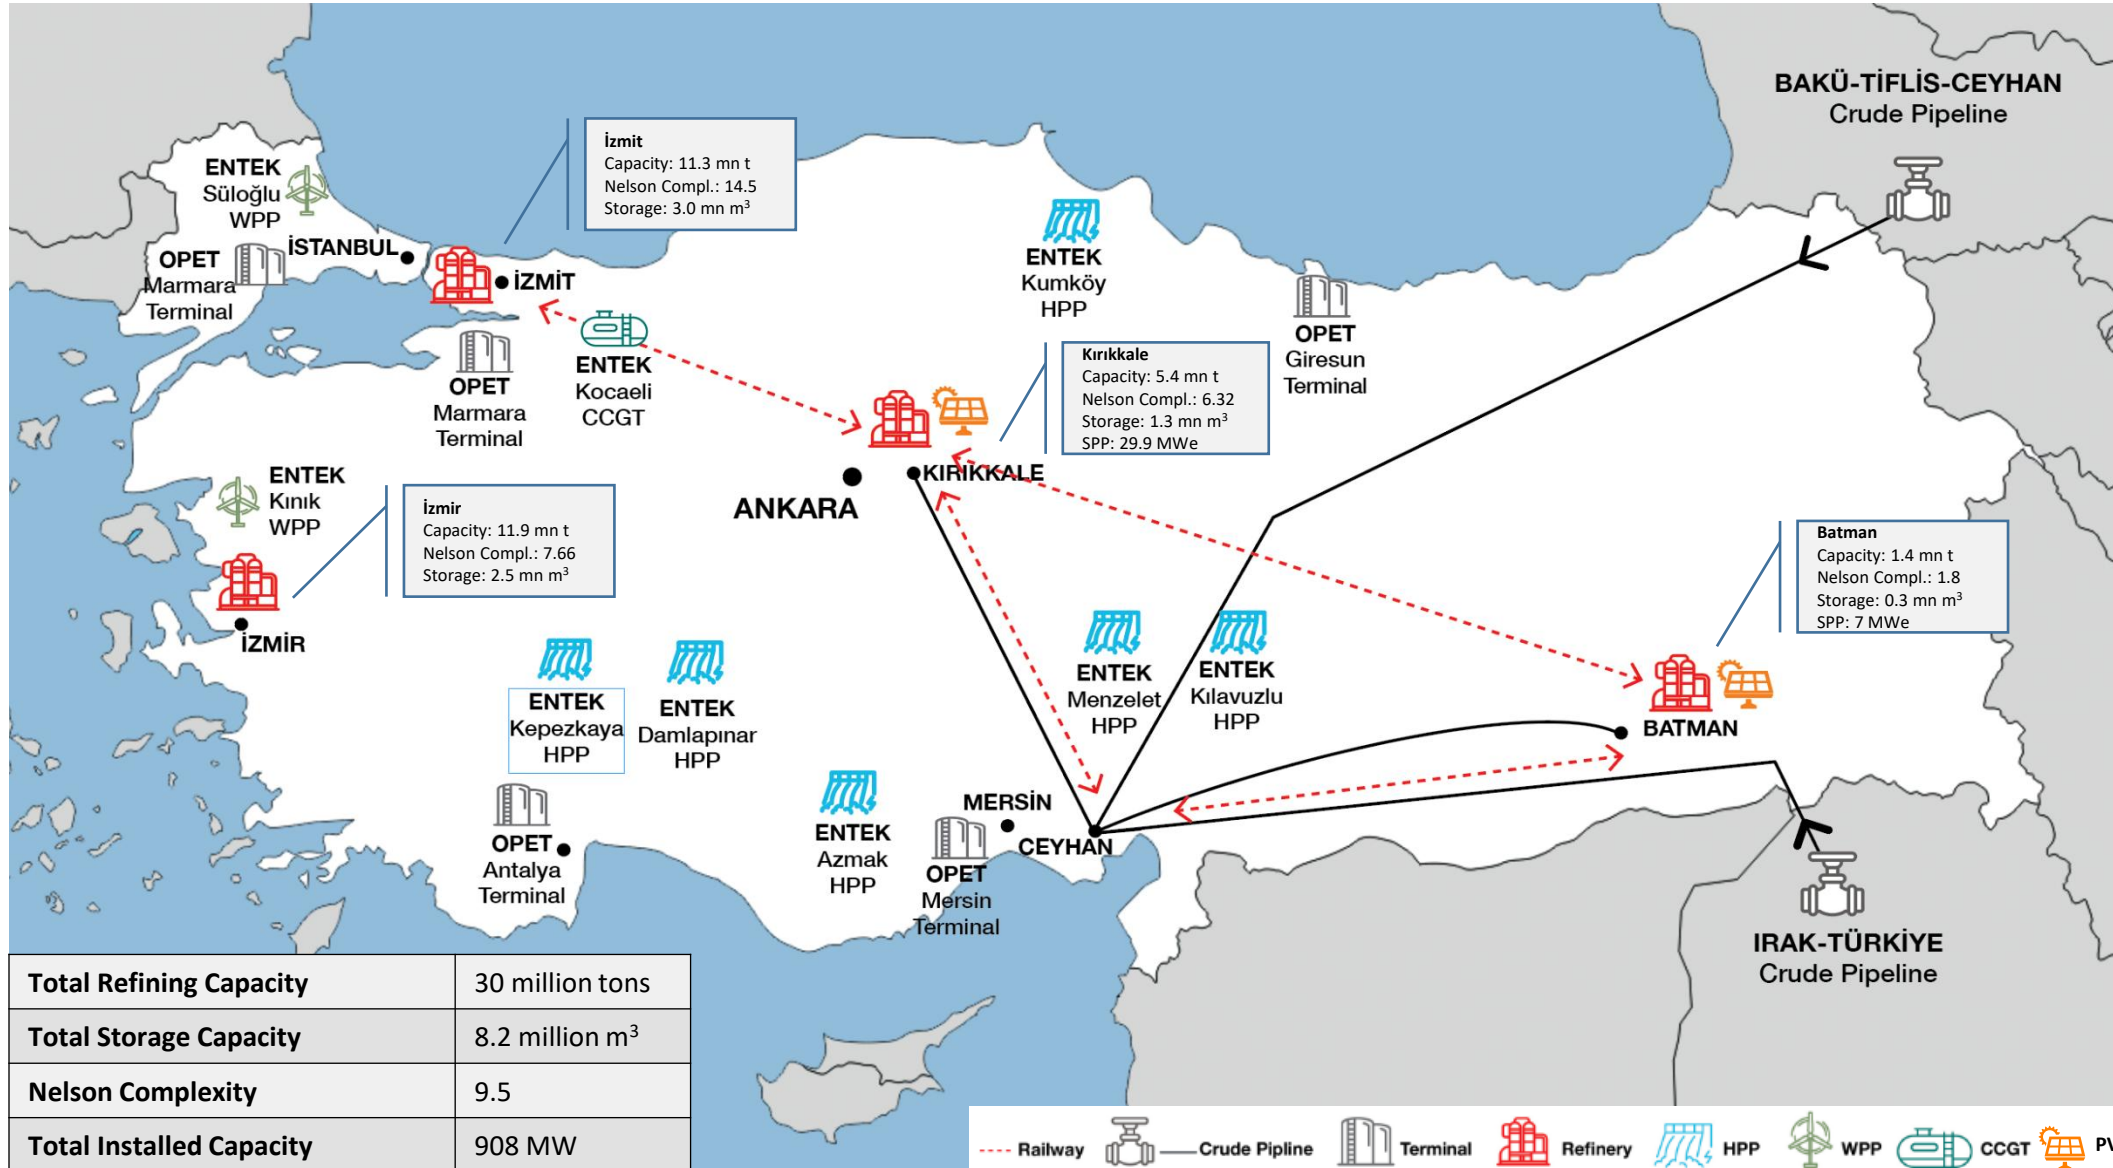 BAKÜ-TİFLİS-CEYHAN
Crude Pipeline
İzmit
Capacity: 11.3 mn t
Nelson Compl.: 14.5
Storage: 3.0 mn m³
ENTEK
Süloğlu
WPP
İSTANBUL
OPET
Marmara
Terminal
İZMİT
ENTEK
Kumköy
HPP
OPET
Giresun
Terminal
OPET
Marmara
Terminal
ENTEK
Kocaeli
CCGT
Kırıkkale
Capacity: 5.4 mn t
Nelson Compl.: 6.32
Storage: 1.3 mn m³
SPP: 29.9 MWe
KIRIKKALE
ANKARA
ENTEK
Kınık
WPP
İzmir
Capacity: 11.9 mn t
Nelson Compl.: 7.66
Storage: 2.5 mn m³
İZMİR
Batman
Capacity: 1.4 mn t
Nelson Compl.: 1.8
Storage: 0.3 mn m³
SPP: 7 MWe
BATMAN
ENTEK
Kepezkaya
HPP
ENTEK
Damlapınar
HPP
ENTEK
Menzelet
HPP
ENTEK
Kılavuzlu
HPP
OPET
Antalya
Terminal
ENTEK
Azmak
HPP
MERSİN
CEYHAN
OPET
Mersin
Terminal
IRAK-TÜRKİYE
Crude Pipeline
Total Refining Capacity 30 million tons
Total Storage Capacity 8.2 million m³
Nelson Complexity 9.5
Total Installed Capacity 908 MW
Railway Crude Pipline Terminal Refinery HPP WPP CCGT PV